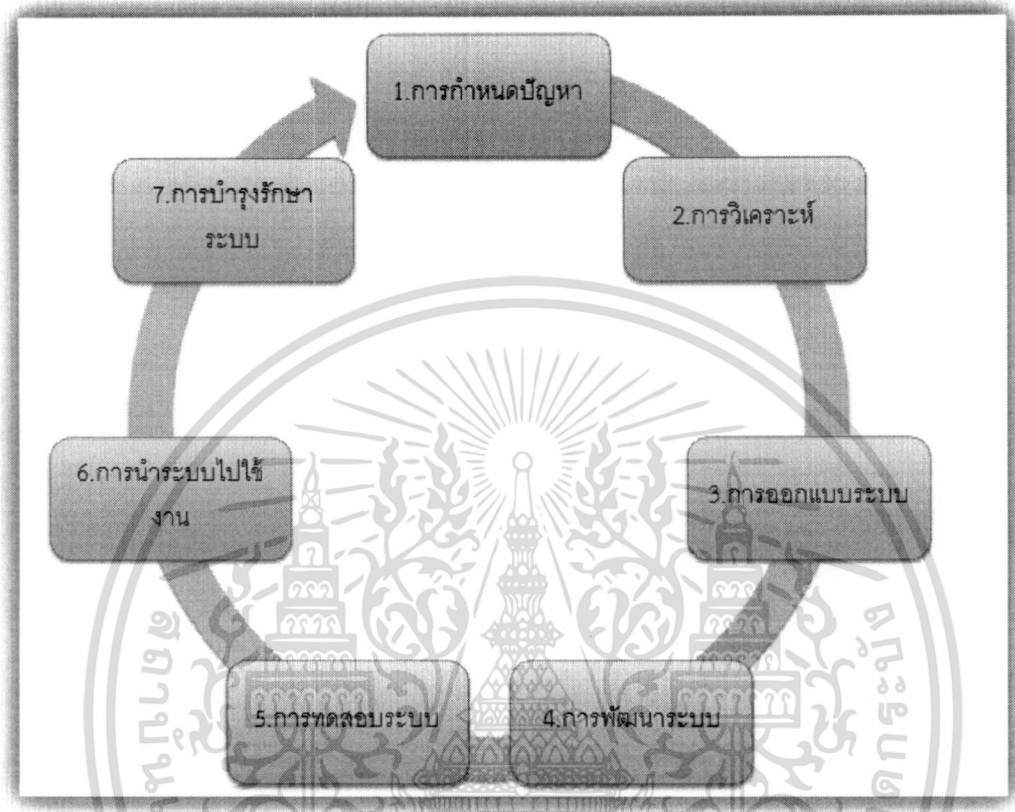 1.การกำหนดปัญหา
2.การวิเคราะห์
3.การออกแบบระบบ
4.การพัฒนาระบบ
5.การทดสอบระบบ
6.การนำระบบไปใช้
งาน
7.การบำรุงรักษา
ระบบ